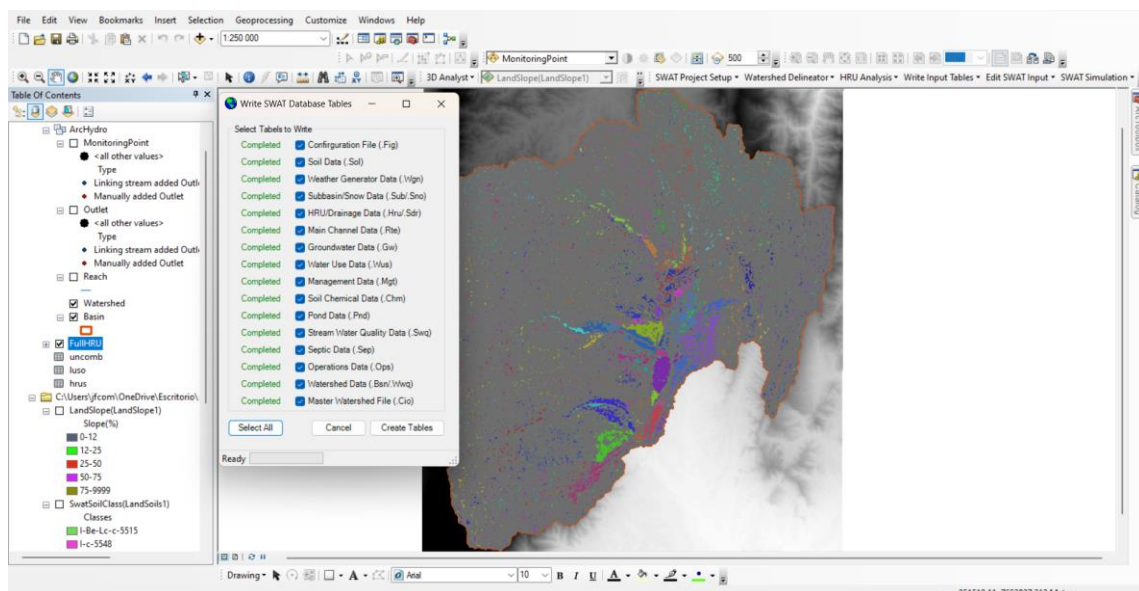 File Edit View Bookmarks Insert Selection Geoprocessing Customize Windows Help
1:250 000
MonitoringPoint 500
3D Analyst LandSlope(LandSlope1) SWAT Project Setup Watershed Delineator HRU Analysis Write Input Tables Edit SWAT Input SWAT Simulation
Table Of Contents
ArcHydro
MonitoringPoint
<all other values>
Type
Linking stream added Outl
Manually added Outlet
Outlet
<all other values>
Type
Linking stream added Outl
Manually added Outlet
Reach
Watershed
Basin
FullHRU
uncomb
luso
hrus
C:\Users\jfcom\OneDrive\Escritorio\
LandSlope(LandSlope1)
Slope(%)
0-12
12-25
25-50
50-75
75-9999
SwatSoilClass(LandSoils1)
Classes
I-Be-Lc-c-5515
I-c-5548
Write SWAT Database Tables
Select Tabels to Write
Completed Confirguration File (.Fig)
Completed Soil Data (.Sol)
Completed Weather Generator Data (.Wgn)
Completed Subbasin/Snow Data (.Sub/.Sno)
Completed HRU/Drainage Data (.Hru/.Sdr)
Completed Main Channel Data (.Rte)
Completed Groundwater Data (.Gw)
Completed Water Use Data (.Wus)
Completed Management Data (.Mgt)
Completed Soil Chemical Data (.Chm)
Completed Pond Data (.Pnd)
Completed Stream Water Quality Data (.Swq)
Completed Septic Data (.Sep)
Completed Operations Data (.Ops)
Completed Watershed Data (.Bsn/.Wwq)
Completed Master Watershed File (.Cio)
Select All Cancel Create Tables
Ready
Drawing A Arial 10 B I U A